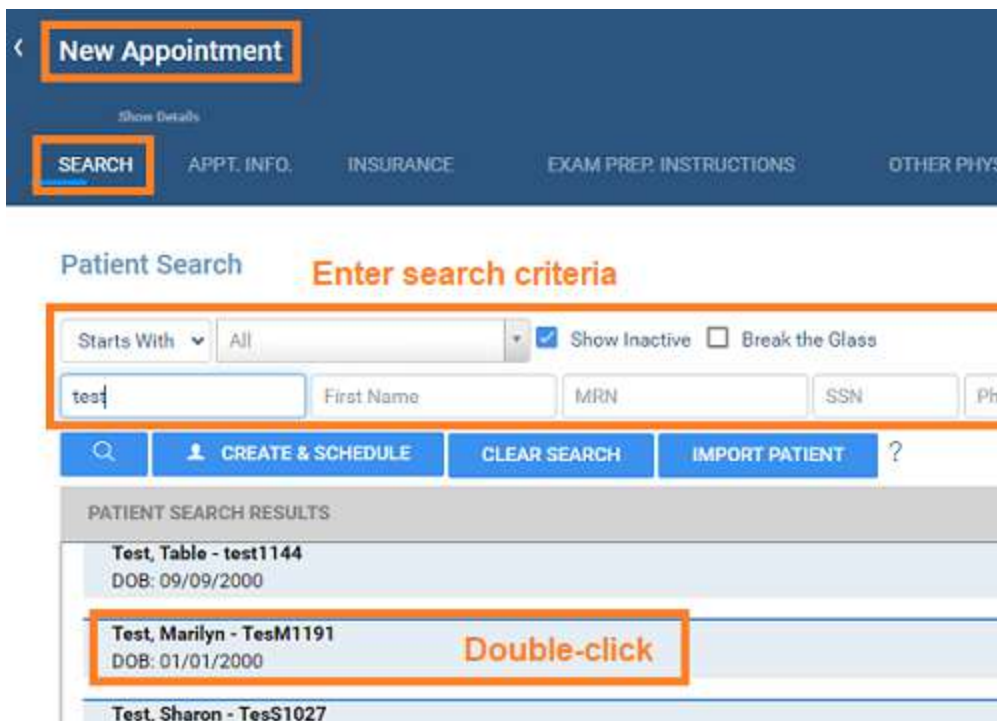 New Appointment
Show Details
SEARCH APPT. INFO. INSURANCE EXAM PREP. INSTRUCTIONS OTHER PHYS
Patient Search Enter search criteria
Starts With All Show Inactive Break the Glass
test First Name MRN SSN Ph
CREATE & SCHEDULE CLEAR SEARCH IMPORT PATIENT ?
PATIENT SEARCH RESULTS
Test, Table - test1144
DOB: 09/09/2000
Test, Marilyn - TesM1191
DOB: 01/01/2000
Double-click
Test, Sharon - TesS1027